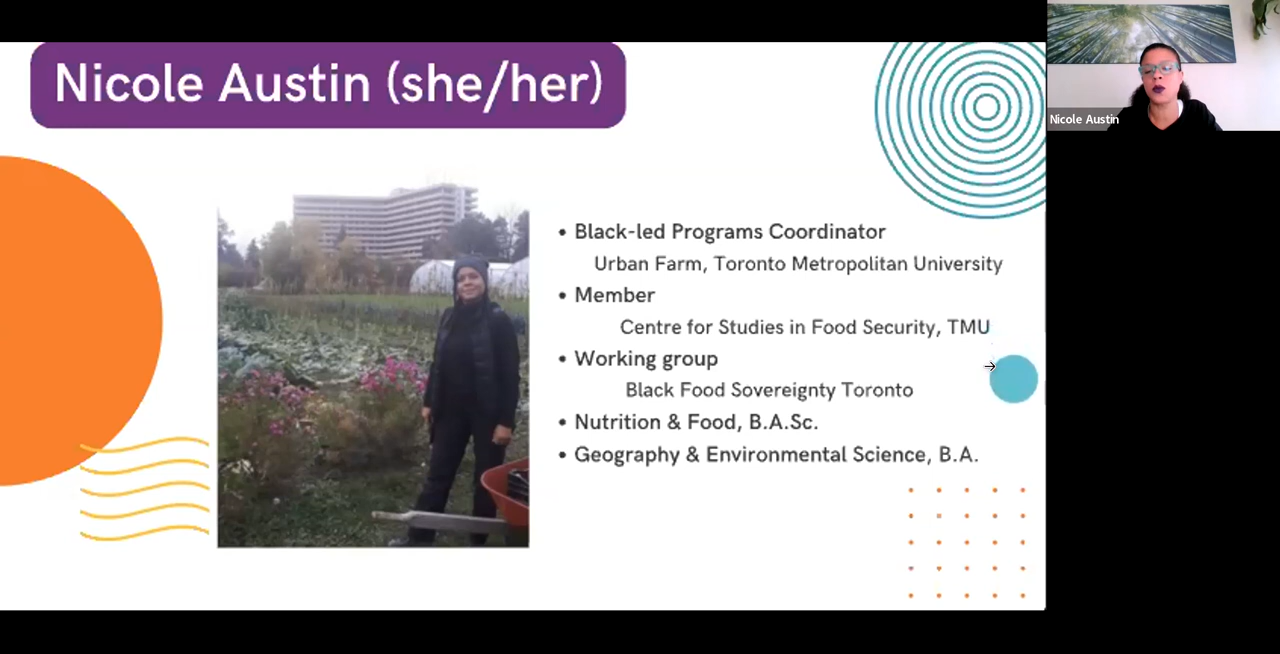 Nicole Austin (she/her)
• Black-led Programs Coordinator
Urban Farm, Toronto Metropolitan University
• Member
Centre for Studies in Food Security, TMU
• Working group
Black Food Sovereignty Toronto
• Nutrition & Food, B.A.Sc.
• Geography & Environmental Science, B.A.
Nicole Austin